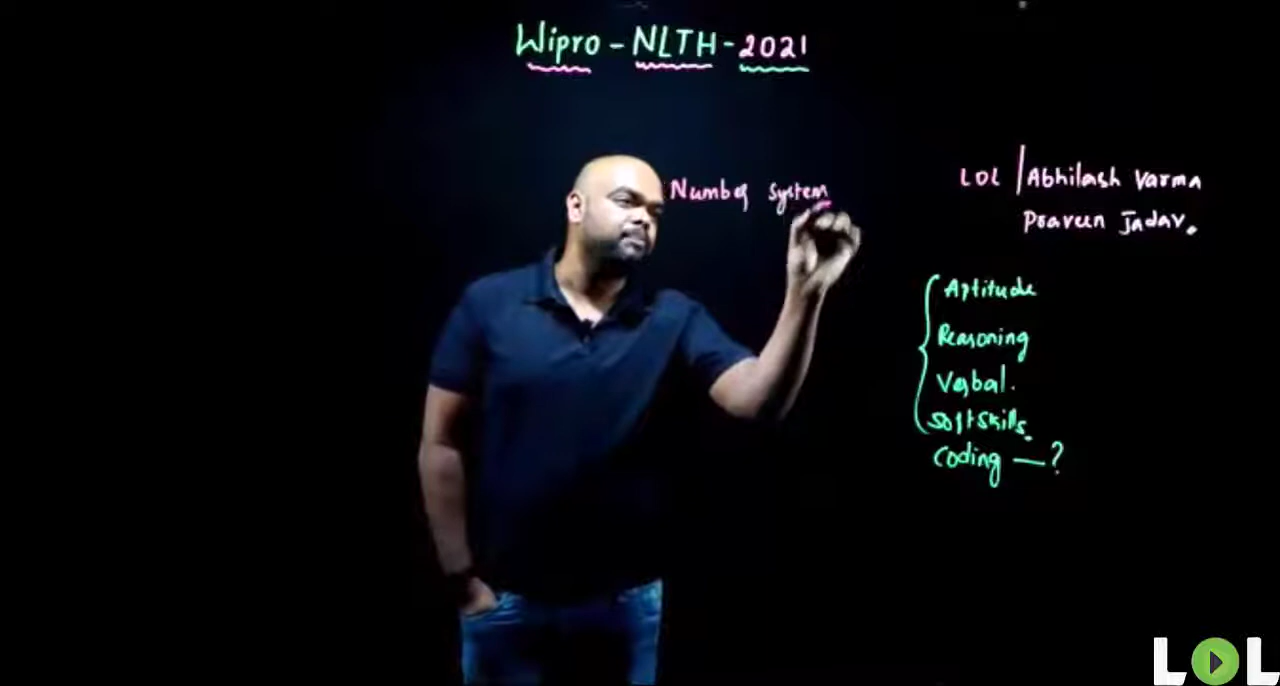 Wipro - NLTH - 2021
Number System
LOL | Abhilash Varma
Praveen Jadav.
Aptitude
Reasoning
Verbal.
Softskills.
Coding — ?
LOL